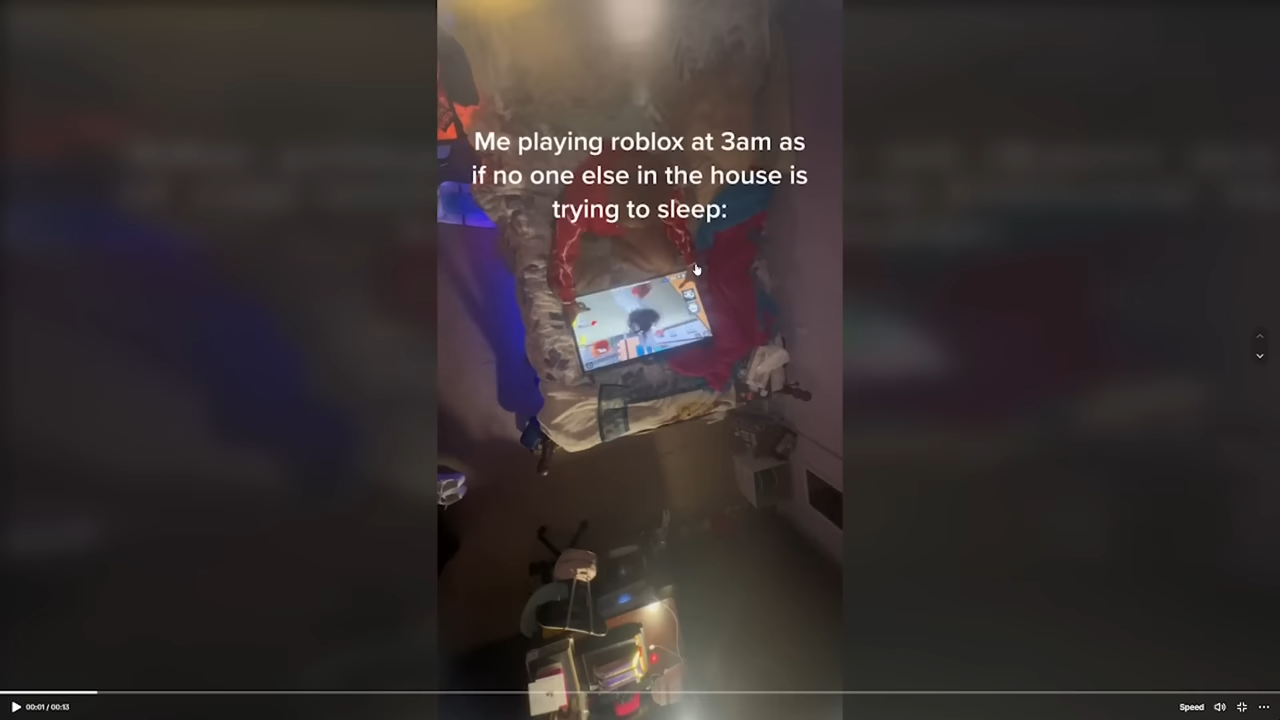 Me playing roblox at 3am as
if no one else in the house is
trying to sleep:
00:01 / 00:13
Speed